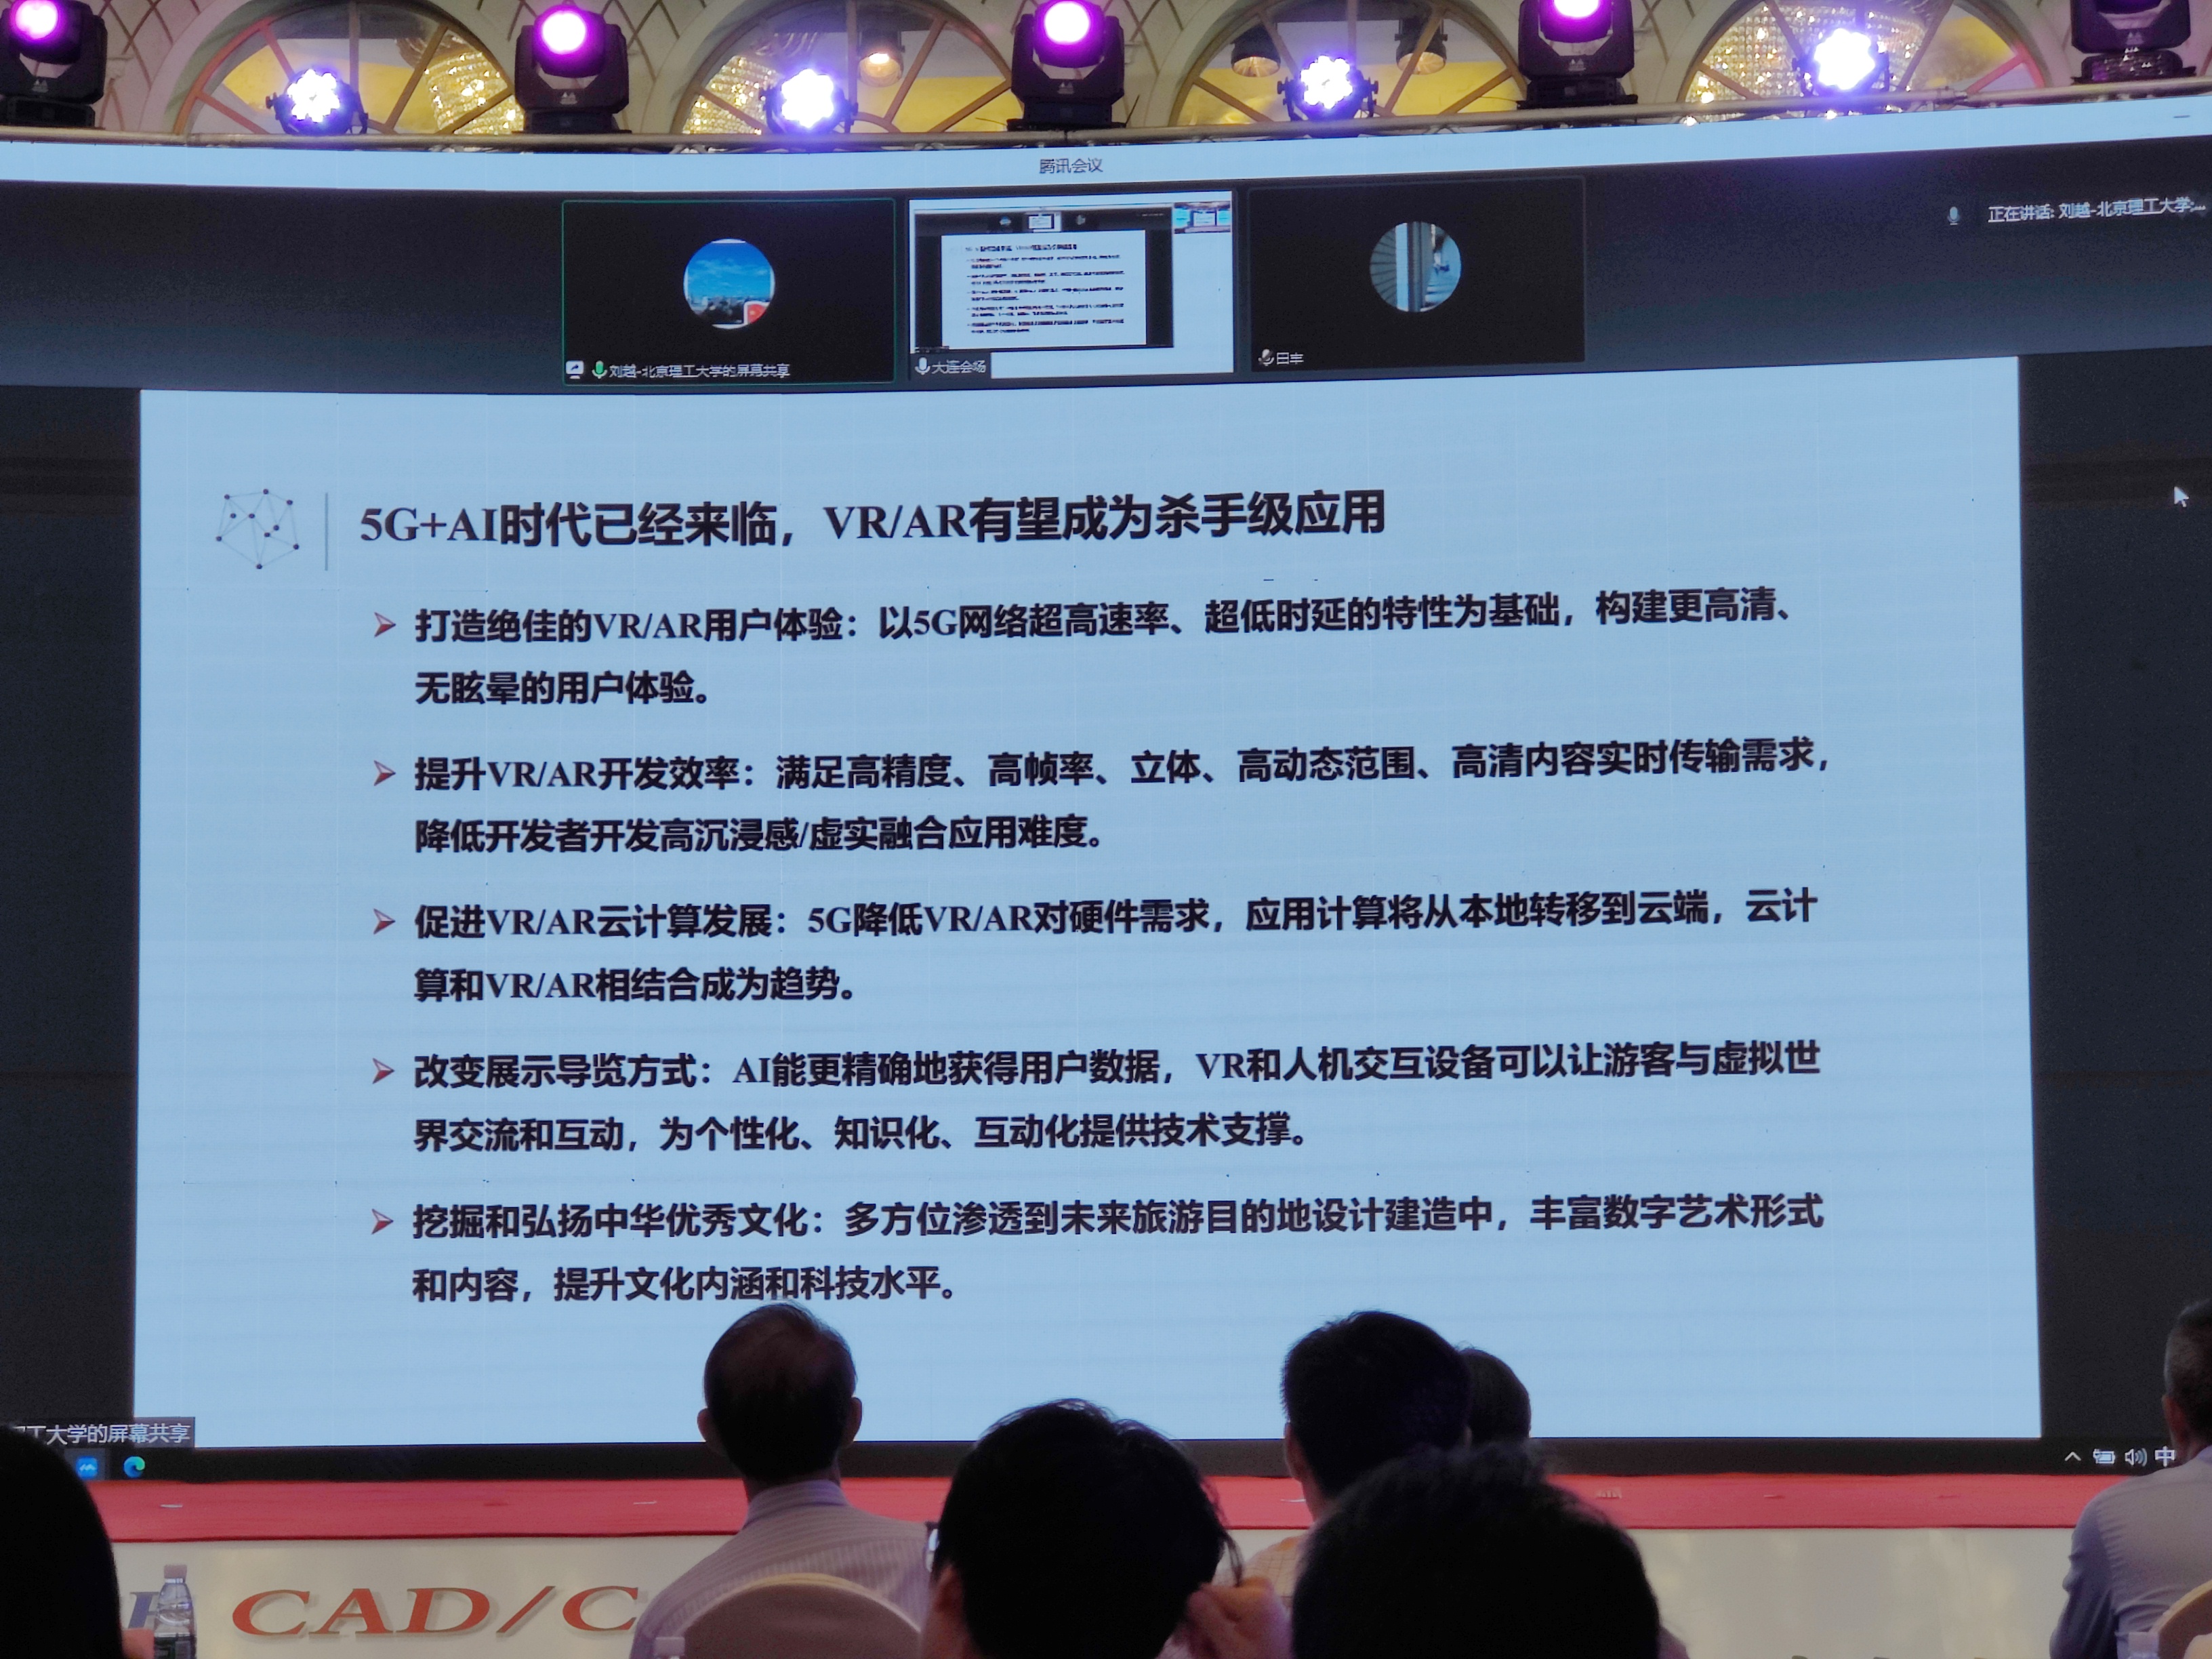 腾讯会议
正在讲话: 刘越-北京理工大学;...
刘越-北京理工大学的屏幕共享
大连会场
田丰
5G+AI时代已经来临，VR/AR有望成为杀手级应用
➢ 打造绝佳的VR/AR用户体验：以5G网络超高速率、超低时延的特性为基础，构建更高清、
无眩晕的用户体验。
➢ 提升VR/AR开发效率：满足高精度、高帧率、立体、高动态范围、高清内容实时传输需求，
降低开发者开发高沉浸感/虚实融合应用难度。
➢ 促进VR/AR云计算发展：5G降低VR/AR对硬件需求，应用计算将从本地转移到云端，云计
算和VR/AR相结合成为趋势。
➢ 改变展示导览方式：AI能更精确地获得用户数据，VR和人机交互设备可以让游客与虚拟世
界交流和互动，为个性化、知识化、互动化提供技术支撑。
➢ 挖掘和弘扬中华优秀文化：多方位渗透到未来旅游目的地设计建造中，丰富数字艺术形式
和内容，提升文化内涵和科技水平。
工大学的屏幕共享
中
CAD/C